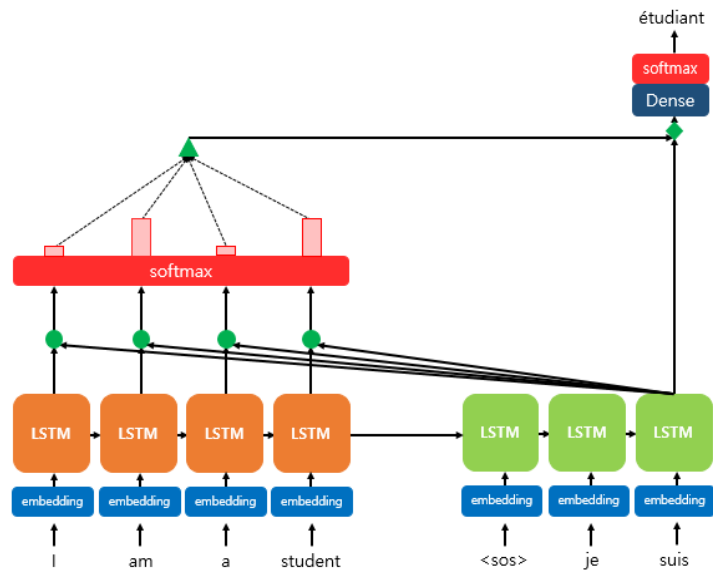 étudiant
softmax
Dense
softmax
LSTM LSTM LSTM LSTM LSTM LSTM LSTM
embedding embedding embedding embedding embedding embedding embedding
I am a student <sos> je suis